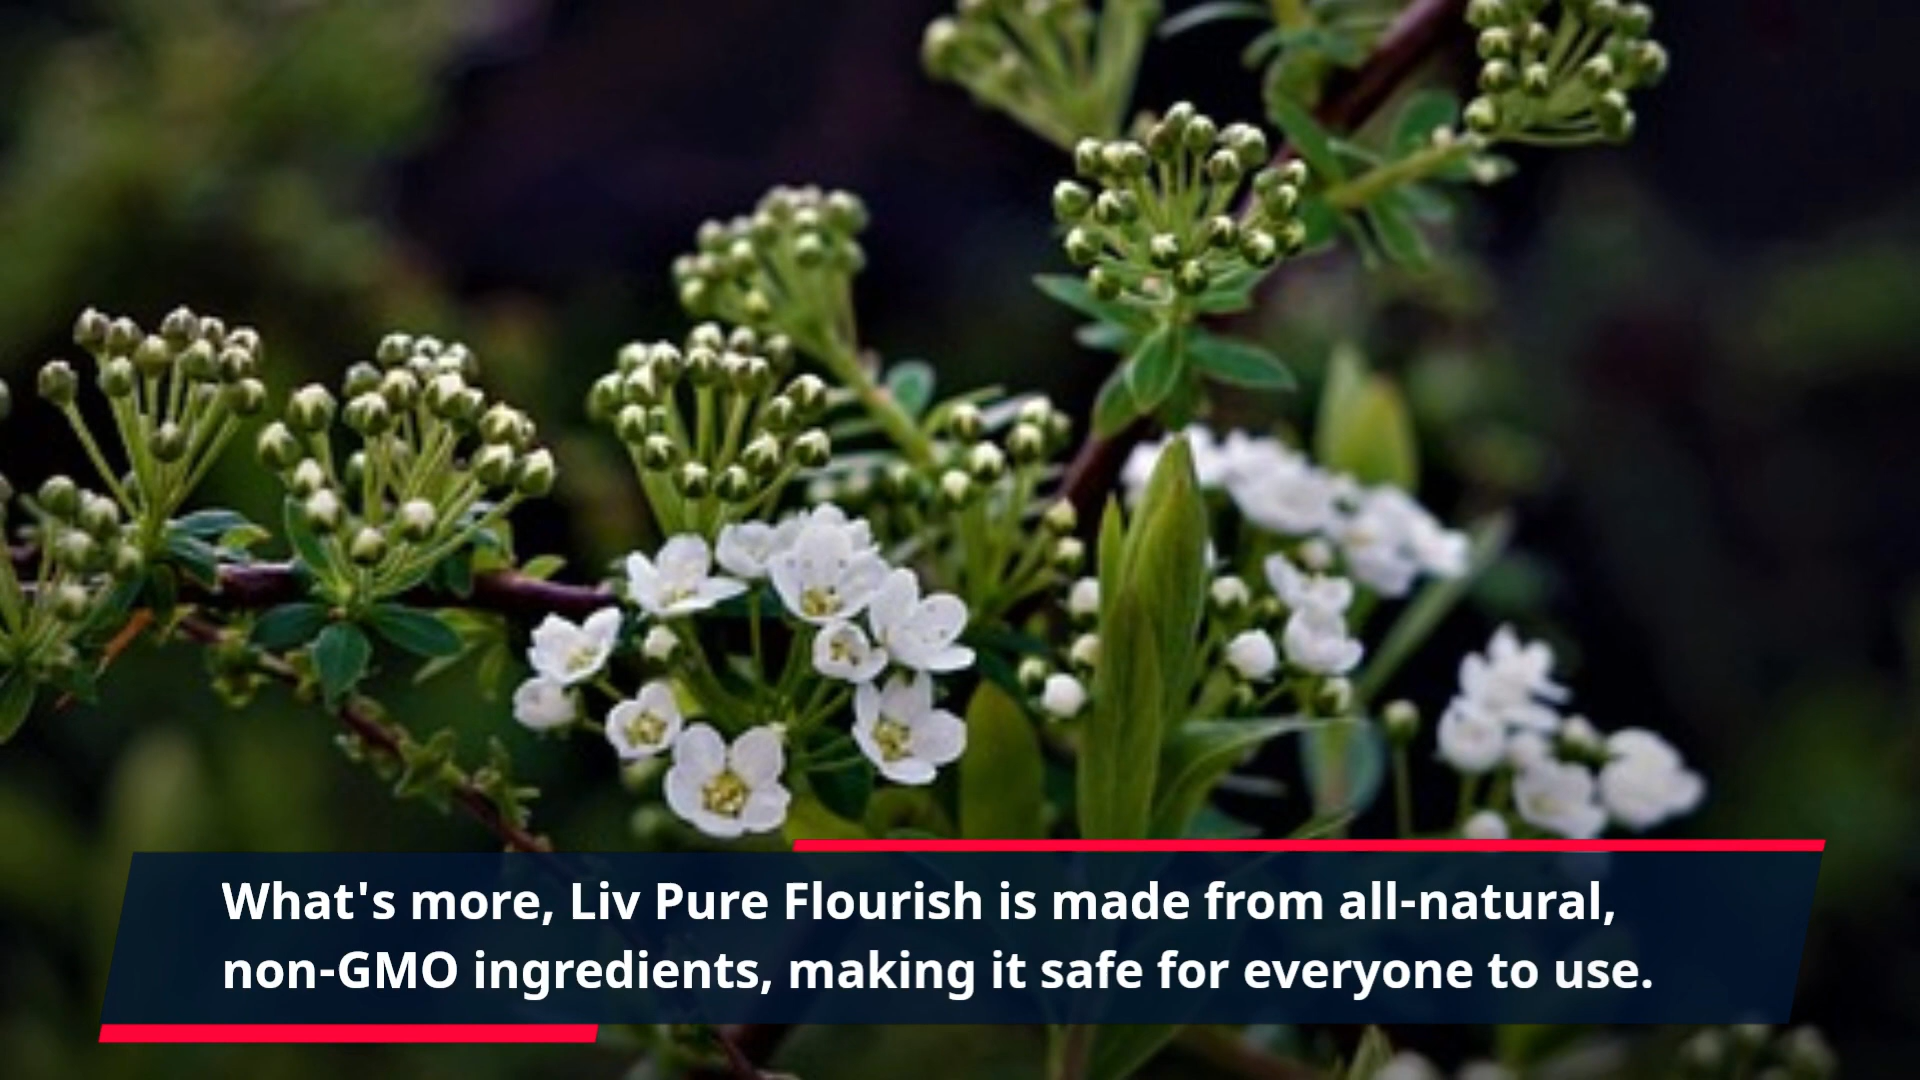 What's more, Liv Pure Flourish is made from all-natural,
non-GMO ingredients, making it safe for everyone to use.